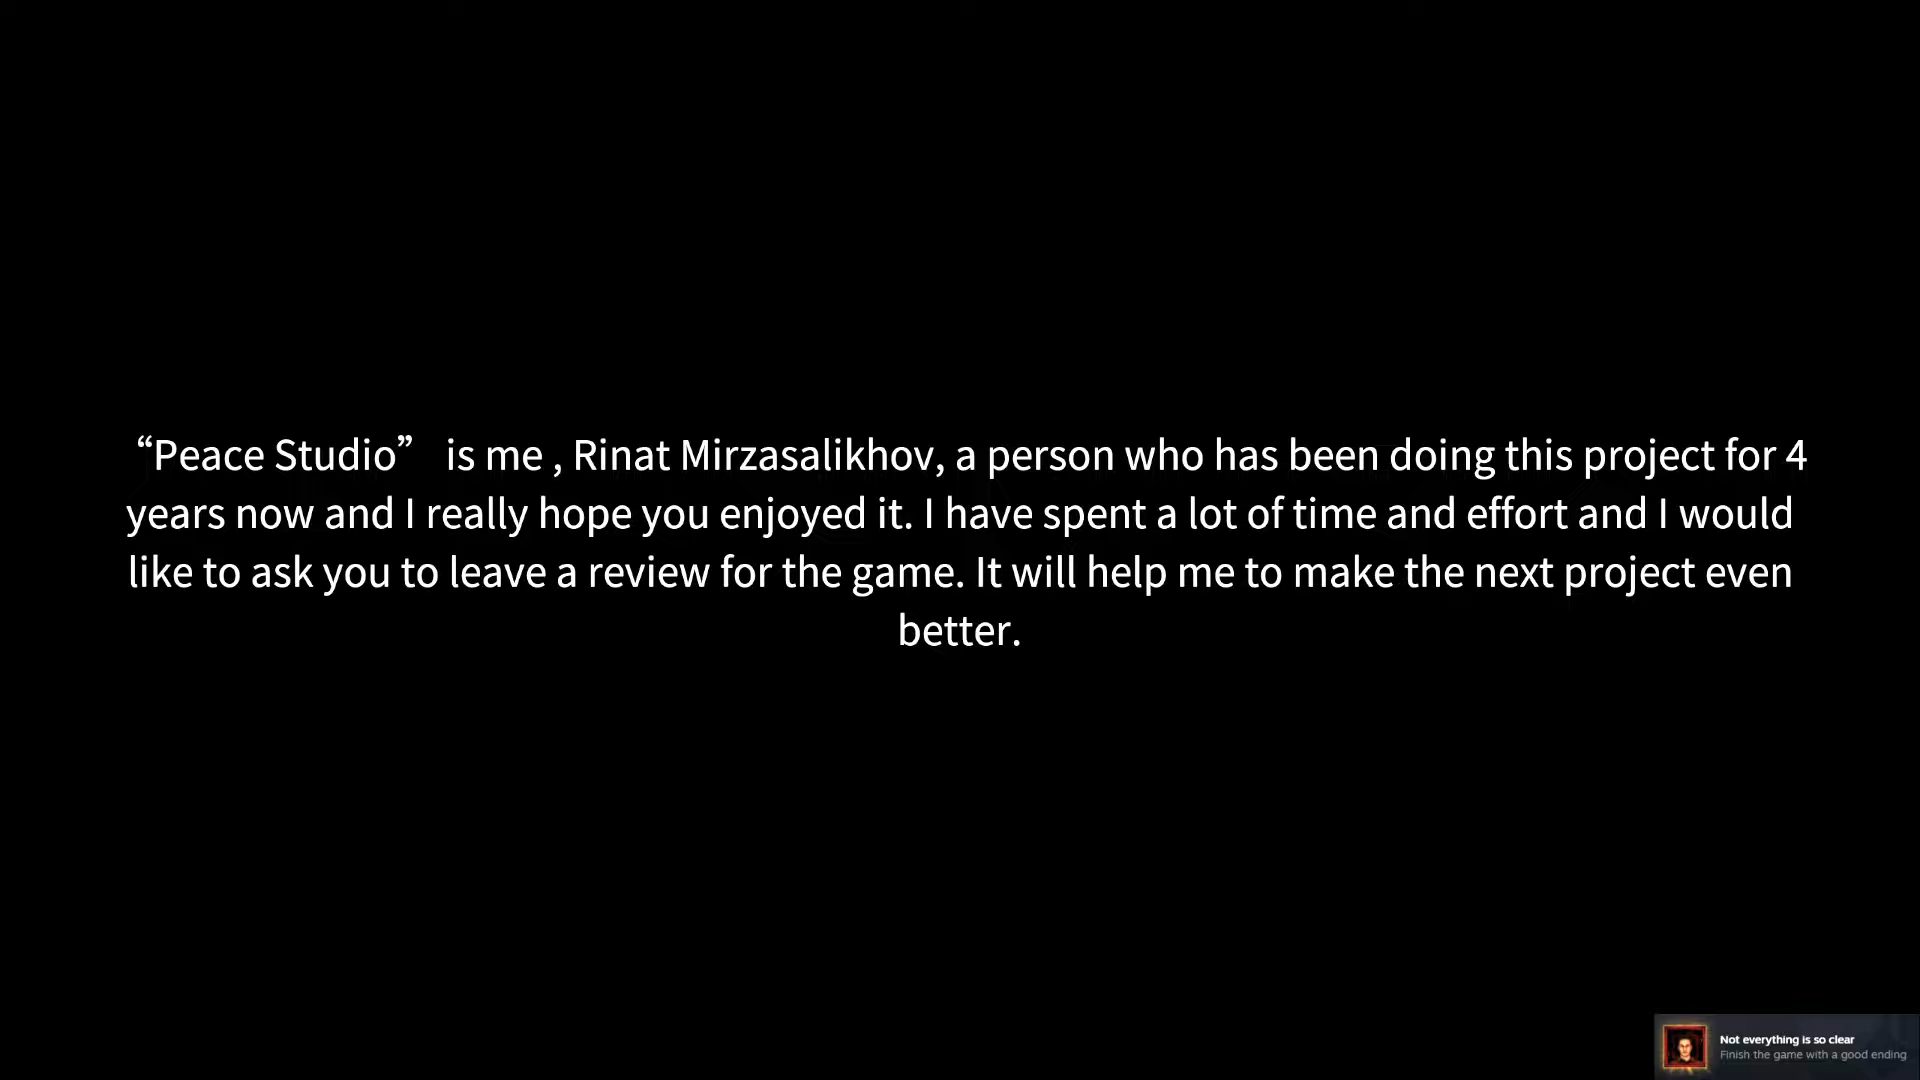 “Peace Studio” is me , Rinat Mirzasalikhov, a person who has been doing this project for 4
years now and I really hope you enjoyed it. I have spent a lot of time and effort and I would
like to ask you to leave a review for the game. It will help me to make the next project even
better.
Not everything is so clear
Finish the game with a good ending